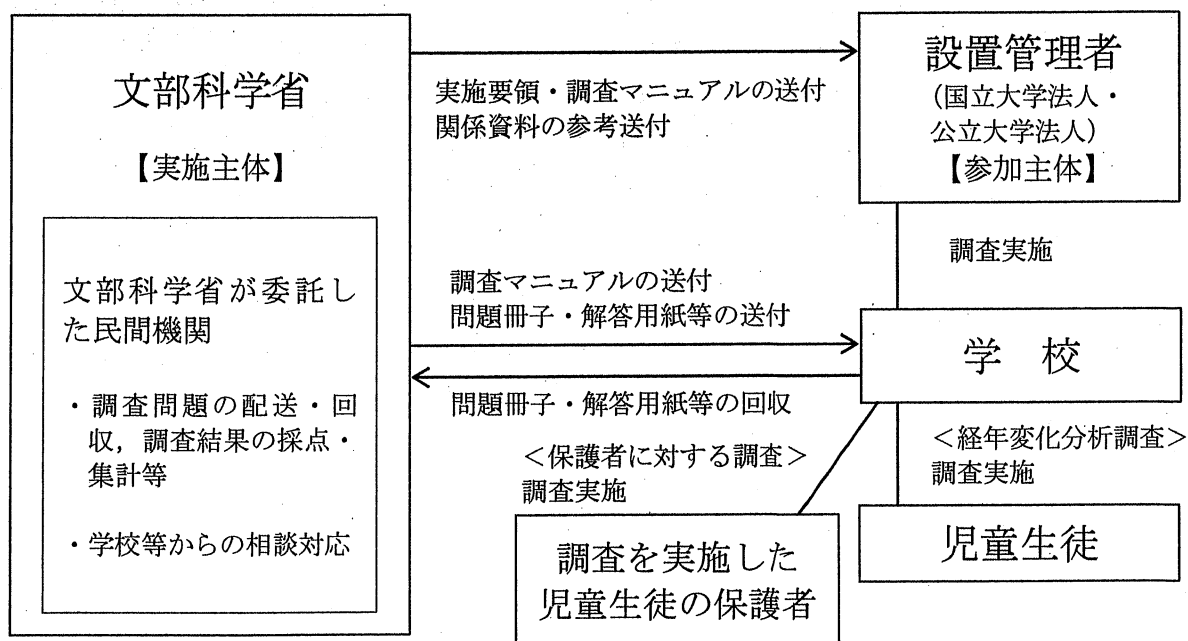 文部科学省
【実施主体】
文部科学省が委託し
た民間機関
・調査問題の配送・回
収,調査結果の採点・
集計等
・学校等からの相談対応
実施要領・調査マニュアルの送付
関係資料の参考送付
設置管理者
(国立大学法人・
公立大学法人)
【参加主体】
調査実施
調査マニュアルの送付
問題冊子・解答用紙等の送付
学 校
問題冊子・解答用紙等の回収
<保護者に対する調査>
調査実施
<経年変化分析調査>
調査実施
調査を実施した
児童生徒の保護者
児童生徒